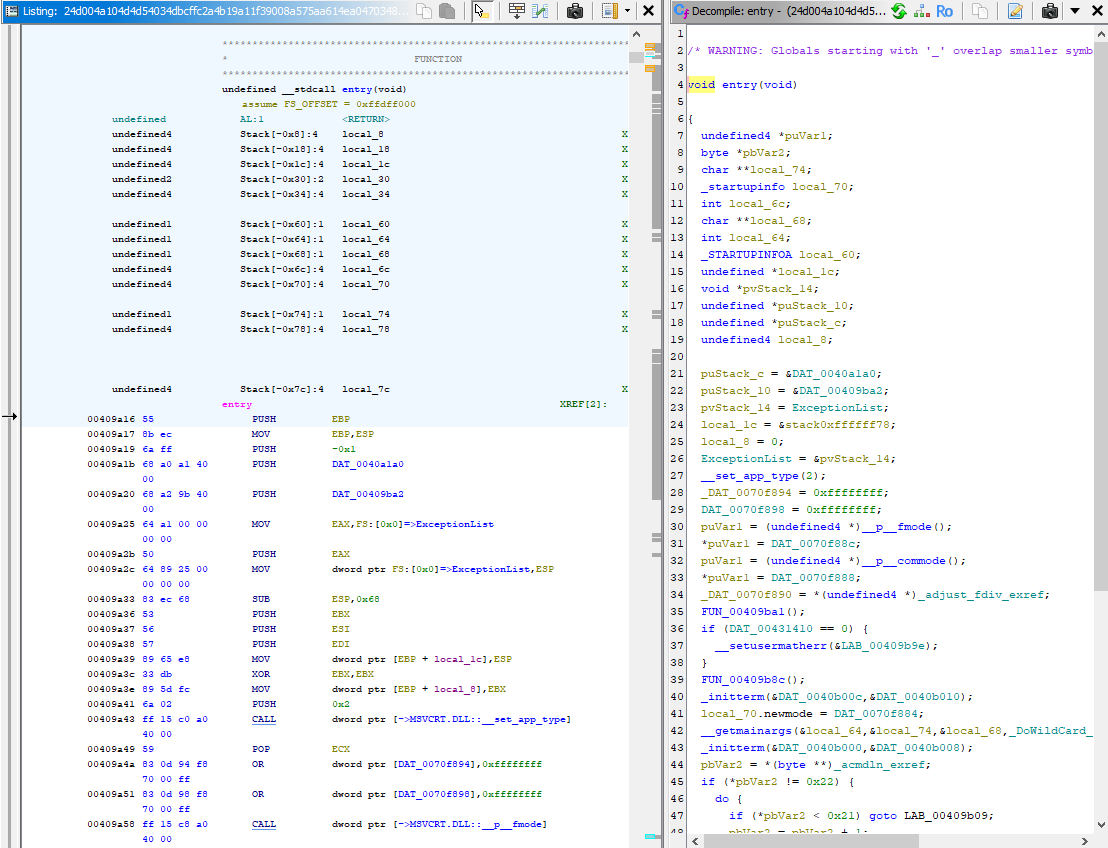 Listing: 24d004a104d4d54034dbcffc2a4b19a11f39008a575aa614ea0470348...
*******************************************************
* FUNCTION
*******************************************************
undefined __stdcall entry(void)
assume FS_OFFSET = 0xffdff000
undefined AL:1 <RETURN>
undefined4 Stack[-0x8]:4 local_8 X
undefined4 Stack[-0x18]:4 local_18 X
undefined4 Stack[-0x1c]:4 local_1c X
undefined2 Stack[-0x30]:2 local_30 X
undefined4 Stack[-0x34]:4 local_34 X
undefined1 Stack[-0x60]:1 local_60 X
undefined1 Stack[-0x64]:1 local_64 X
undefined1 Stack[-0x68]:1 local_68 X
undefined4 Stack[-0x6c]:4 local_6c X
undefined4 Stack[-0x70]:4 local_70 X
undefined1 Stack[-0x74]:1 local_74 X
undefined4 Stack[-0x78]:4 local_78 X
undefined4 Stack[-0x7c]:4 local_7c X
entry XREF[2]:
00409a16 55 PUSH EBP
00409a17 8b ec MOV EBP,ESP
00409a19 6a ff PUSH -0x1
00409a1b 68 a0 a1 40 PUSH DAT_0040a1a0
00
00409a20 68 a2 9b 40 PUSH DAT_00409ba2
00
00409a25 64 a1 00 00 MOV EAX,FS:[0x0]=>ExceptionList
00 00
00409a2b 50 PUSH EAX
00409a2c 64 89 25 00 MOV dword ptr FS:[0x0]=>ExceptionList,ESP
00 00 00
00409a33 83 ec 68 SUB ESP,0x68
00409a36 53 PUSH EBX
00409a37 56 PUSH ESI
00409a38 57 PUSH EDI
00409a39 89 65 e8 MOV dword ptr [EBP + local_1c],ESP
00409a3c 33 db XOR EBX,EBX
00409a3e 89 5d fc MOV dword ptr [EBP + local_8],EBX
00409a41 6a 02 PUSH 0x2
00409a43 ff 15 c0 a0 CALL dword ptr [->MSVCRT.DLL::__set_app_type]
40 00
00409a49 59 POP ECX
00409a4a 83 0d 94 f8 OR dword ptr [DAT_0070f894],0xffffffff
70 00 ff
00409a51 83 0d 98 f8 OR dword ptr [DAT_0070f898],0xffffffff
70 00 ff
00409a58 ff 15 c8 a0 CALL dword ptr [->MSVCRT.DLL::__p__fmode]
40 00
Decompile: entry - (24d004a104d4d5... Ro
1
2 /* WARNING: Globals starting with '_' overlap smaller symb
3
4 void entry(void)
5
6 {
7 undefined4 *puVar1;
8 byte *pbVar2;
9 char **local_74;
10 _startupinfo local_70;
11 int local_6c;
12 char **local_68;
13 int local_64;
14 _STARTUPINFOA local_60;
15 undefined *local_1c;
16 void *pvStack_14;
17 undefined *puStack_10;
18 undefined *puStack_c;
19 undefined4 local_8;
20
21 puStack_c = &DAT_0040a1a0;
22 puStack_10 = &DAT_00409ba2;
23 pvStack_14 = ExceptionList;
24 local_1c = &stack0xffffff78;
25 local_8 = 0;
26 ExceptionList = &pvStack_14;
27 __set_app_type(2);
28 _DAT_0070f894 = 0xffffffff;
29 DAT_0070f898 = 0xffffffff;
30 puVar1 = (undefined4 *)__p__fmode();
31 *puVar1 = DAT_0070f88c;
32 puVar1 = (undefined4 *)__p__commode();
33 *puVar1 = DAT_0070f888;
34 _DAT_0070f890 = *(undefined4 *)_adjust_fdiv_exref;
35 FUN_00409ba1();
36 if (DAT_00431410 == 0) {
37 __setusermatherr(&LAB_00409b9e);
38 }
39 FUN_00409b8c();
40 _initterm(&DAT_0040b00c,&DAT_0040b010);
41 local_70.newmode = DAT_0070f884;
42 __getmainargs(&local_64,&local_74,&local_68,_DoWildCard_
43 _initterm(&DAT_0040b000,&DAT_0040b008);
44 pbVar2 = *(byte **)_acmdln_exref;
45 if (*pbVar2 != 0x22) {
46 do {
47 if (*pbVar2 < 0x21) goto LAB_00409b09;
48 pbVar2 = pbVar2 + 1;